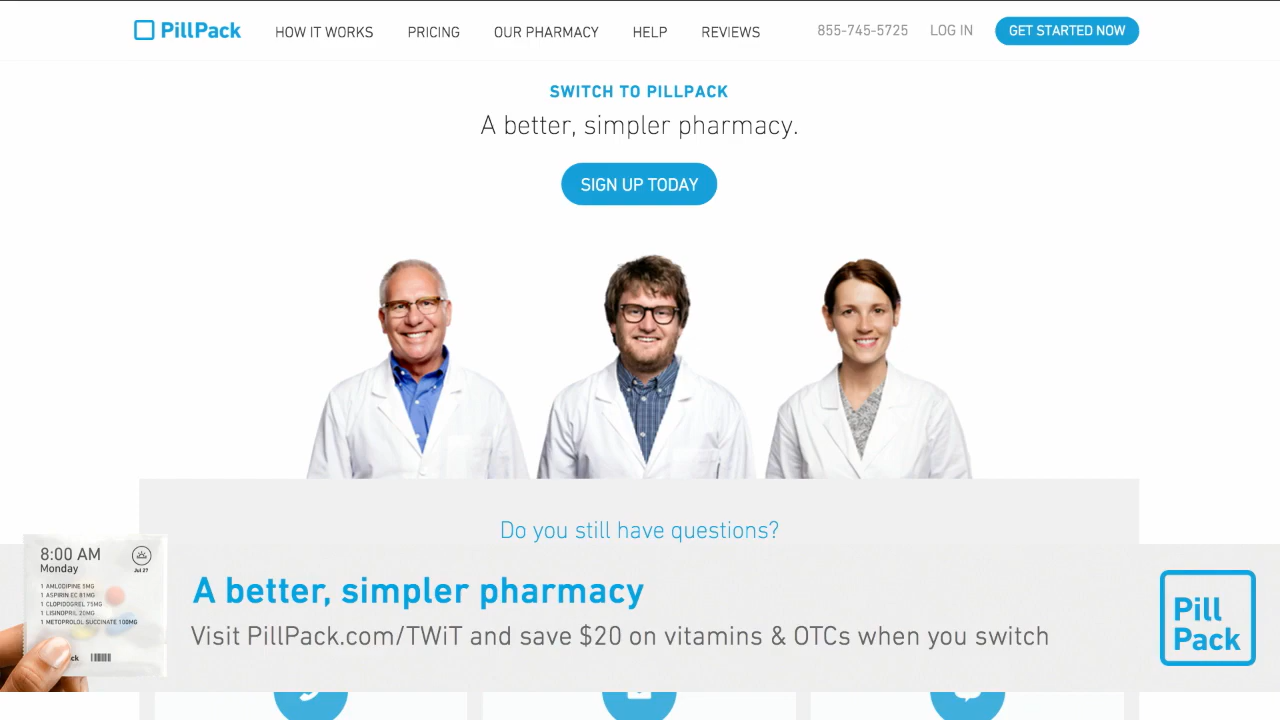 PillPack
HOW IT WORKS
PRICING
OUR PHARMACY
HELP
REVIEWS
855-745-5725
LOG IN
GET STARTED NOW
SWITCH TO PILLPACK
A better, simpler pharmacy.
SIGN UP TODAY
Do you still have questions?
8:00 AM
Monday
Jul 27
1 AMLODIPINE 5MG
1 ASPIRIN EC 81MG
1 CLOPIDOGREL 75MG
1 LISINOPRIL 20MG
1 METOPROLOL SUCCINATE 100MG
ck
A better, simpler pharmacy
Visit PillPack.com/TWiT and save $20 on vitamins & OTCs when you switch
Pill
Pack